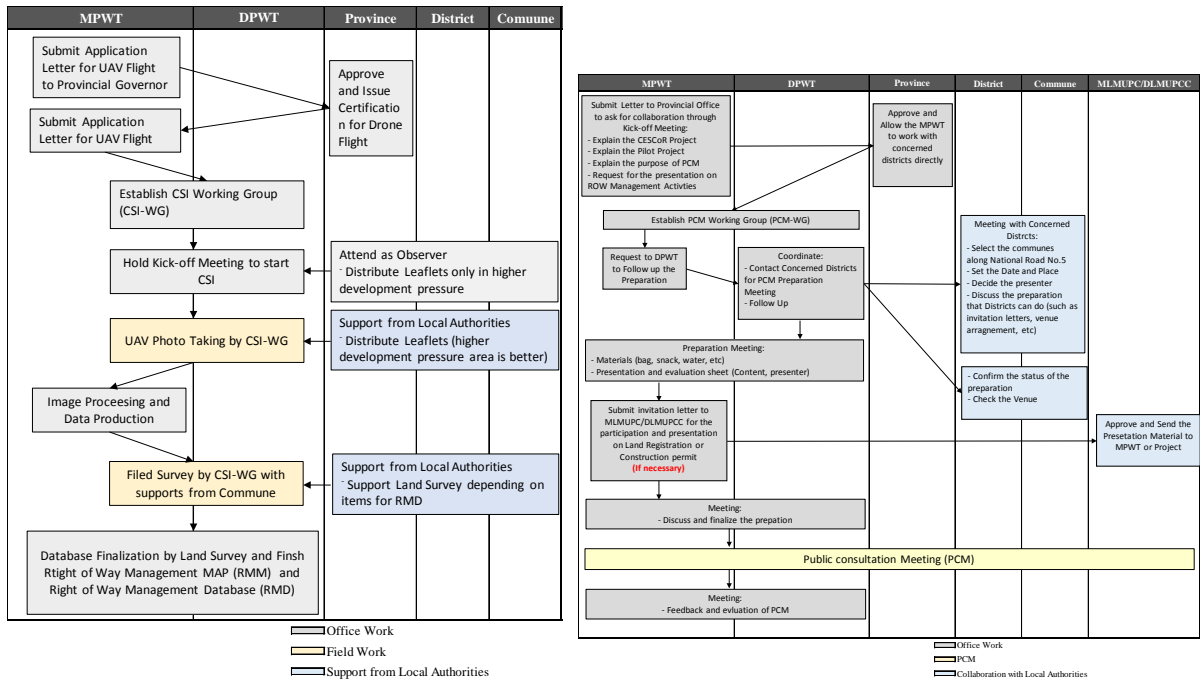 MPWT DPWT Province District Comuune
Submit Application
Letter for UAV Flight
to Provincial Governor
Approve
and Issue
Certificatio
n for Drone
Flight
Submit Application
Letter for UAV Flight
Establish CSI Working Group
(CSI-WG)
Hold Kick-off Meeting to start
CSI
Attend as Observer
- Distribute Leaflets only in higher
development pressure
UAV Photo Taking by CSI-WG
Support from Local Authorities
- Distribute Leaflets (higher
development pressure area is better)
Image Proceesing and
Data Production
Filed Survey by CSI-WG with
supports from Commune
Support from Local Authorities
- Support Land Survey depending on
items for RMD
Database Finalization by Land Survey and Finsh
Rtight of Way Management MAP (RMM) and
Right of Way Management Database (RMD)
Office Work
Field Work
Support from Local Authorities
MPWT DPWT Province District Commune MLMUPC/DLMUPCC
Submit Letter to Provincial Office
to ask for collaboration through
Kick-off Meeting:
- Explain the CESCoR Project
- Explain the Pilot Project
- Explain the purpose of PCM
- Request for the presentation on
ROW Management Activties
Approve and
Allow the MPWT
to work with
concerned
districts directly
Establish PCM Working Group (PCM-WG)
Request to DPWT
to Follow up the
Preparation
Coordinate:
- Contact Concerned Districts
for PCM Preparation
Meeting
- Follow Up
Meeting with Concerned
Distrcts:
- Select the communes
along National Road No.5
- Set the Date and Place
- Decide the presenter
- Discuss the preparation
that Districts can do (such as
invitation letters, venue
arragnement, etc)
Preparation Meeting:
- Materials (bag, snack, water, etc)
- Presentation and evaluation sheet (Content, presenter)
- Confirm the status of the
preparation
- Check the Venue
Submit invitation letter to
MLMUPC/DLMUPCC for the
participation and presentation
on Land Registration or
Construction permit
(If necessary)
Approve and Send the
Presetation Material to
MPWT or Project
Meeting:
- Discuss and finalize the prepation
Public consultation Meeting (PCM)
Meeting:
- Feedback and evluation of PCM
Office Work
PCM
Collaboration with Local Authorities